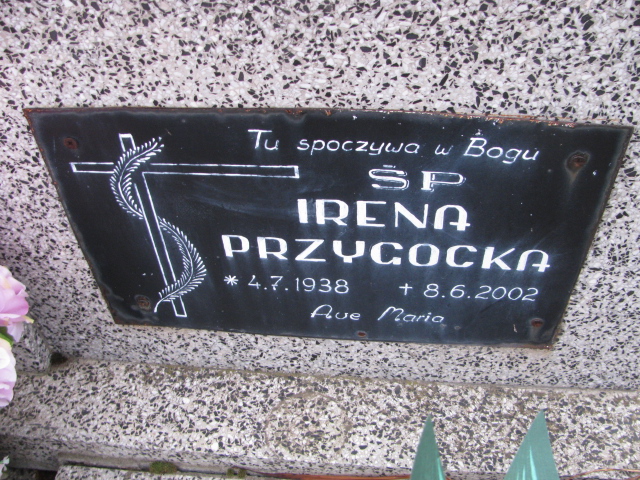 Tu spoczywa w Bogu
ŚP
IRENA
PRZYGOCKA
* 4.7.1938 + 8.6.2002
Ave Maria